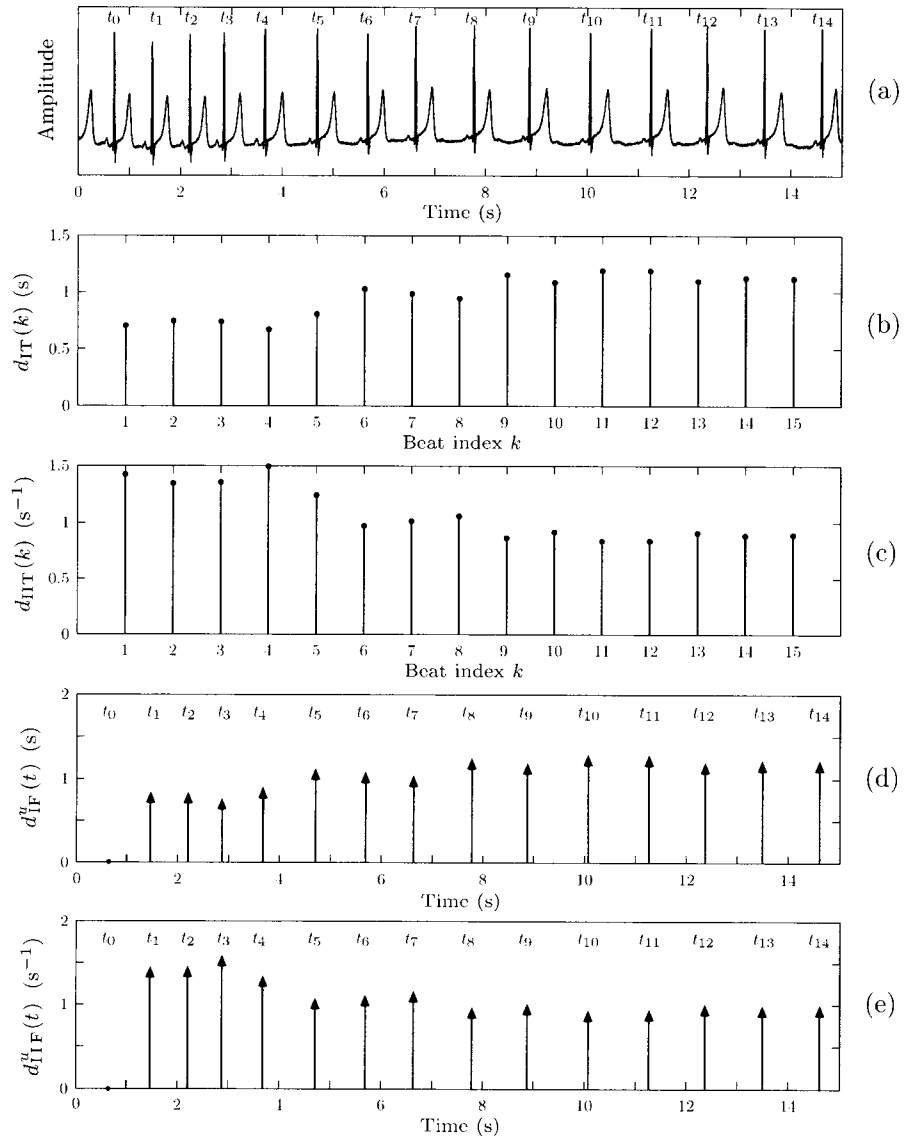 t₀ t₁ t₂ t₃ t₄ t₅ t₆ t₇ t₈ t₉ t₁₀ t₁₁ t₁₂ t₁₃ t₁₄
Amplitude
(a)
0 2 4 6 8 10 12 14
Time (s)
1.5
1
0.5
0
d_IT(k) (s)
(b)
1 2 3 4 5 6 7 8 9 10 11 12 13 14 15
Beat index k
1.5
1
0.5
0
d_IIT(k) (s⁻¹)
(c)
1 2 3 4 5 6 7 8 9 10 11 12 13 14 15
Beat index k
2
1
0
t₀ t₁ t₂ t₃ t₄ t₅ t₆ t₇ t₈ t₉ t₁₀ t₁₁ t₁₂ t₁₃ t₁₄
d^u_IF(t) (s)
(d)
0 2 4 6 8 10 12 14
Time (s)
2
1
0
t₀ t₁ t₂ t₃ t₄ t₅ t₆ t₇ t₈ t₉ t₁₀ t₁₁ t₁₂ t₁₃ t₁₄
d^u_IIF(t) (s⁻¹)
(e)
0 2 4 6 8 10 12 14
Time (s)